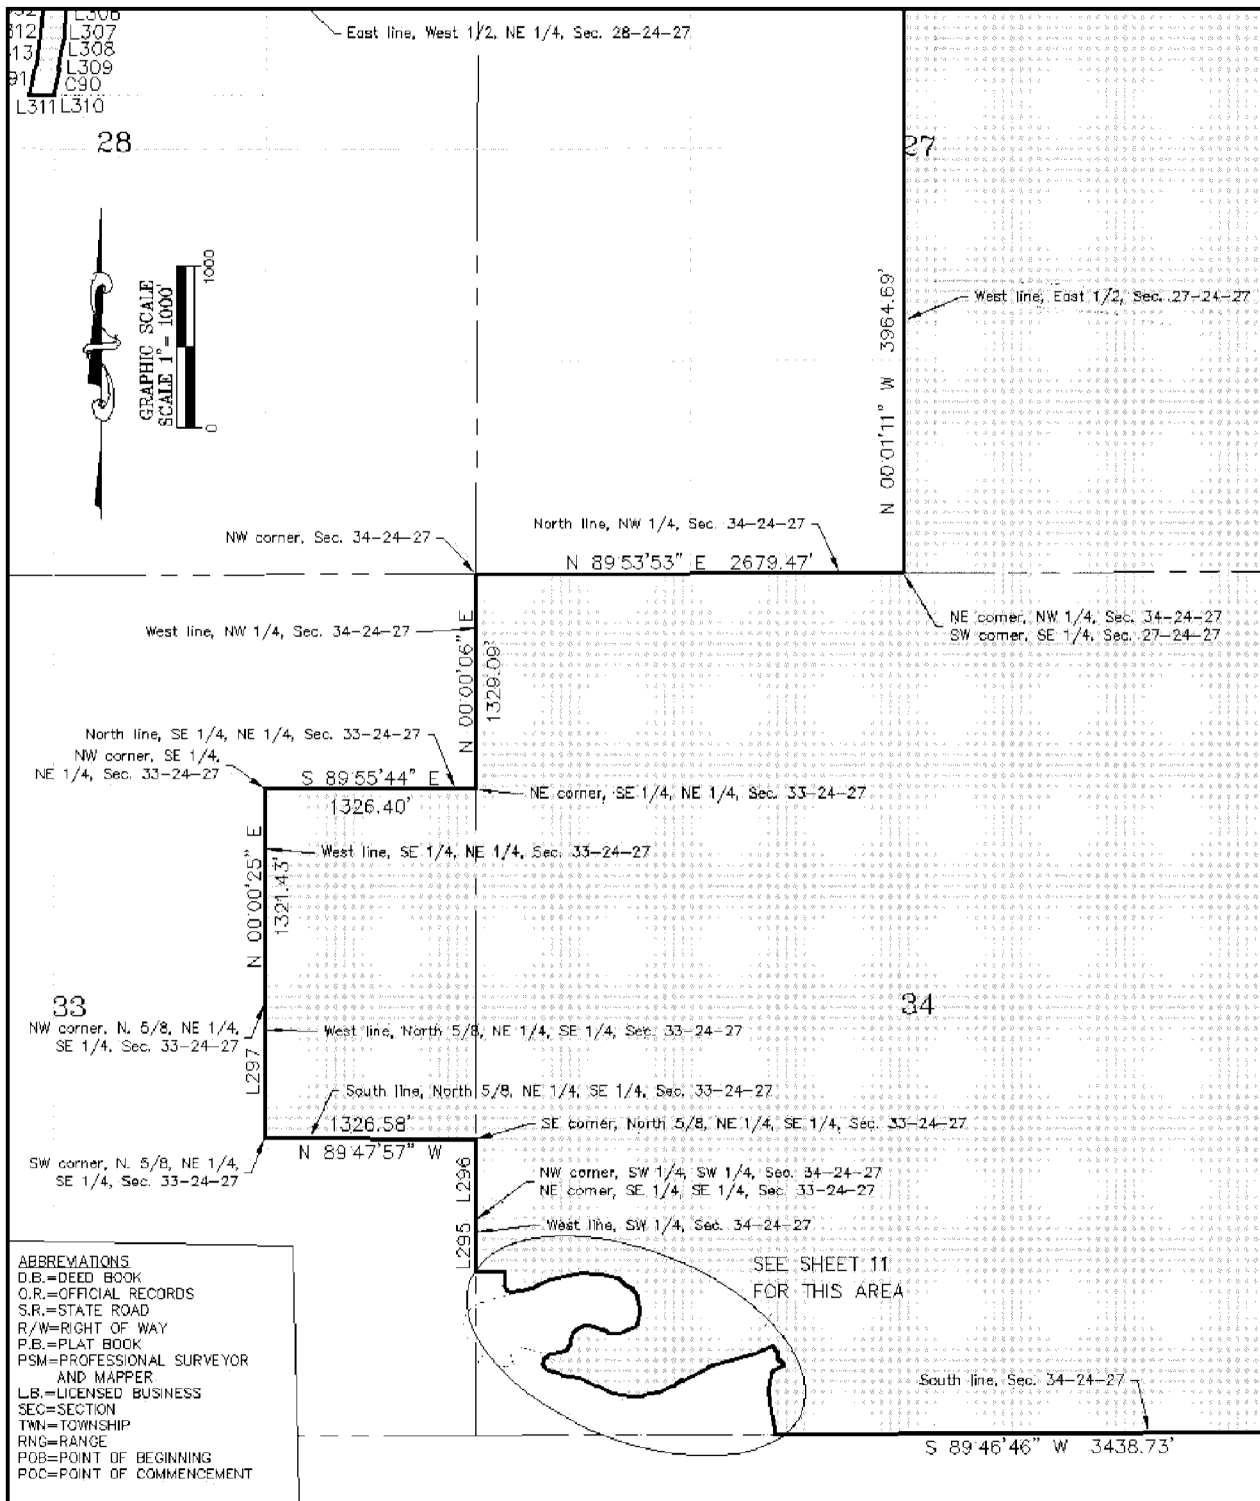 L308
L307
L308
L309
C90
L311 L310
East line, West 1/2, NE 1/4, Sec. 28-24-27
28
27
GRAPHIC SCALE
SCALE 1" = 1000'
0
1000
West line, East 1/2, Sec. 27-24-27
N 00°01'11" W 3964.69'
North line, NW 1/4, Sec. 34-24-27
NW corner, Sec. 34-24-27
N 89°53'53" E 2679.47'
NE corner, NW 1/4, Sec. 34-24-27
SW corner, SE 1/4, Sec. 27-24-27
West line, NW 1/4, Sec. 34-24-27
N 00°00'06" E
1329.09'
North line, SE 1/4, NE 1/4, Sec. 33-24-27
NW corner, SE 1/4,
NE 1/4, Sec. 33-24-27
S 89°55'44" E
1326.40'
NE corner, SE 1/4, NE 1/4, Sec. 33-24-27
West line, SE 1/4, NE 1/4, Sec. 33-24-27
N 00°00'25" E
1321.43'
33
34
NW corner, N. 5/8, NE 1/4,
SE 1/4, Sec. 33-24-27
West line, North 5/8, NE 1/4, SE 1/4, Sec. 33-24-27
L297
South line, North 5/8, NE 1/4, SE 1/4, Sec. 33-24-27
1326.58'
N 89°47'57" W
SE corner, North 5/8, NE 1/4, SE 1/4, Sec. 33-24-27
SW corner, N. 5/8, NE 1/4,
SE 1/4, Sec. 33-24-27
L296
NW corner, SW 1/4, SW 1/4, Sec. 34-24-27
NE corner, SE 1/4, SE 1/4, Sec. 33-24-27
L295
West line, SW 1/4, Sec. 34-24-27
SEE SHEET 11
FOR THIS AREA
South line, Sec. 34-24-27
S 89°46'46" W 3438.73'
ABBREVIATIONS
D.B.=DEED BOOK
O.R.=OFFICIAL RECORDS
S.R.=STATE ROAD
R/W=RIGHT OF WAY
P.B.=PLAT BOOK
PSM=PROFESSIONAL SURVEYOR
AND MAPPER
L.B.=LICENSED BUSINESS
SEC=SECTION
TWN=TOWNSHIP
RNG=RANGE
POB=POINT OF BEGINNING
POC=POINT OF COMMENCEMENT